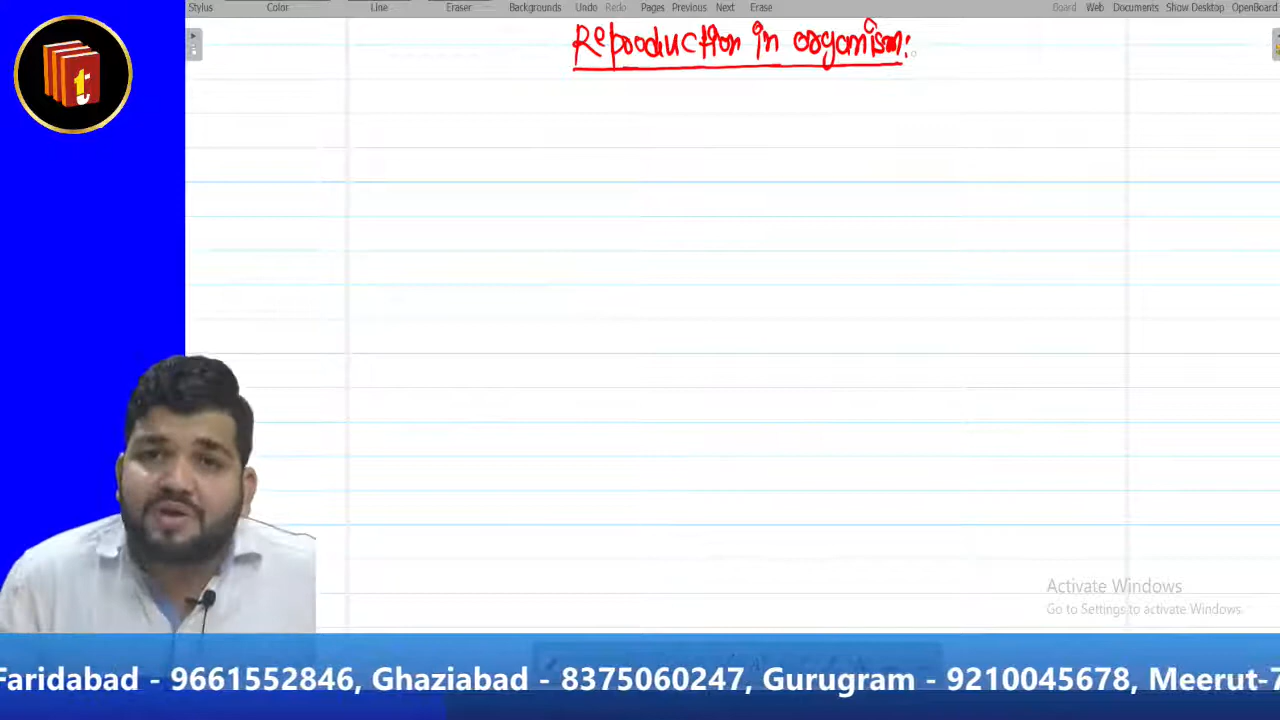 Stylus Color Line Eraser Backgrounds Undo Redo Pages Previous Next Erase Board Web Documents Show Desktop OpenBoard
Reproduction in organism:
t
Activate Windows
Go to Settings to activate Windows.
Faridabad - 9661552846, Ghaziabad - 8375060247, Gurugram - 9210045678, Meerut-7